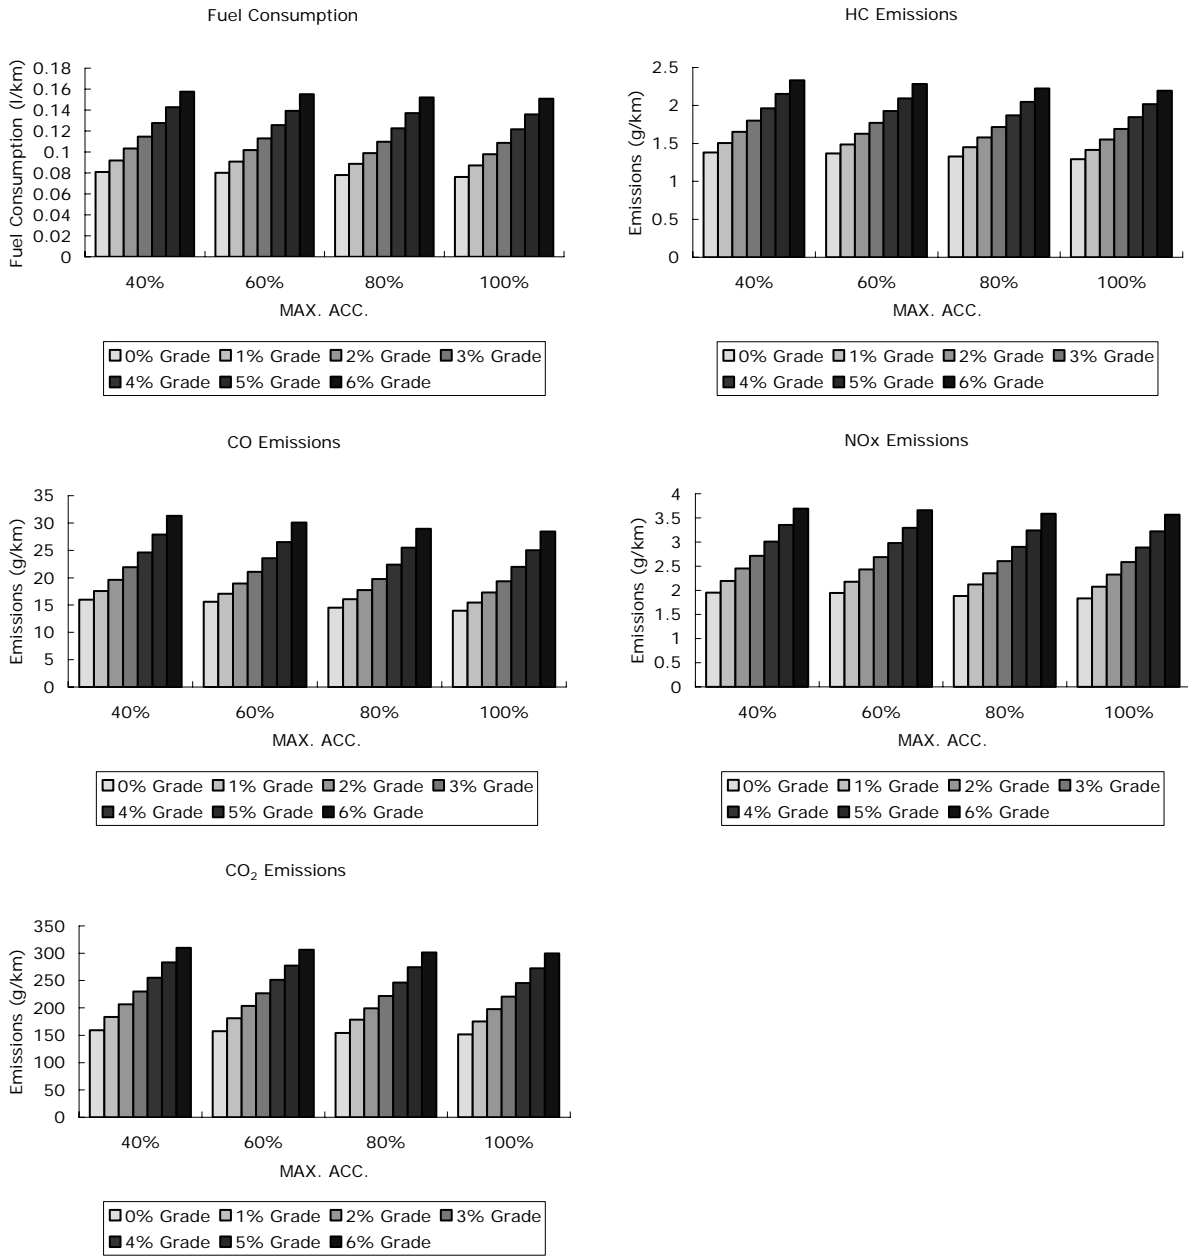 Fuel Consumption
Fuel Consumption (l/km)
0.18
0.16
0.14
0.12
0.1
0.08
0.06
0.04
0.02
0
40% 60% 80% 100%
MAX. ACC.
0% Grade 1% Grade 2% Grade 3% Grade
4% Grade 5% Grade 6% Grade
HC Emissions
Emissions (g/km)
2.5
2
1.5
1
0.5
0
40% 60% 80% 100%
MAX. ACC.
0% Grade 1% Grade 2% Grade 3% Grade
4% Grade 5% Grade 6% Grade
CO Emissions
Emissions (g/km)
35
30
25
20
15
10
5
0
40% 60% 80% 100%
MAX. ACC.
0% Grade 1% Grade 2% Grade 3% Grade
4% Grade 5% Grade 6% Grade
NOx Emissions
Emissions (g/km)
4
3.5
3
2.5
2
1.5
1
0.5
0
40% 60% 80% 100%
MAX. ACC.
0% Grade 1% Grade 2% Grade 3% Grade
4% Grade 5% Grade 6% Grade
CO₂ Emissions
Emissions (g/km)
350
300
250
200
150
100
50
0
40% 60% 80% 100%
MAX. ACC.
0% Grade 1% Grade 2% Grade 3% Grade
4% Grade 5% Grade 6% Grade